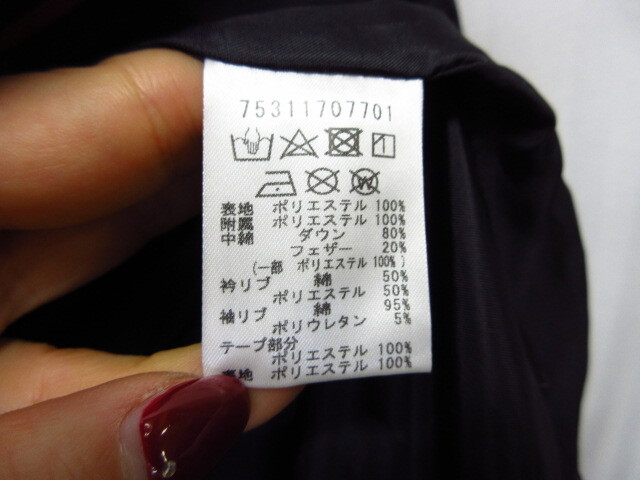 75311707701
表地 ポリエステル 100%
附属 ポリエステル 100%
中綿 ダウン 80%
フェザー 20%
(一部 ポリエステル 100%)
衿リブ 綿 50%
ポリエステル 50%
袖リブ 綿 95%
ポリウレタン 5%
テープ部分
ポリエステル 100%
裏地 ポリエステル 100%